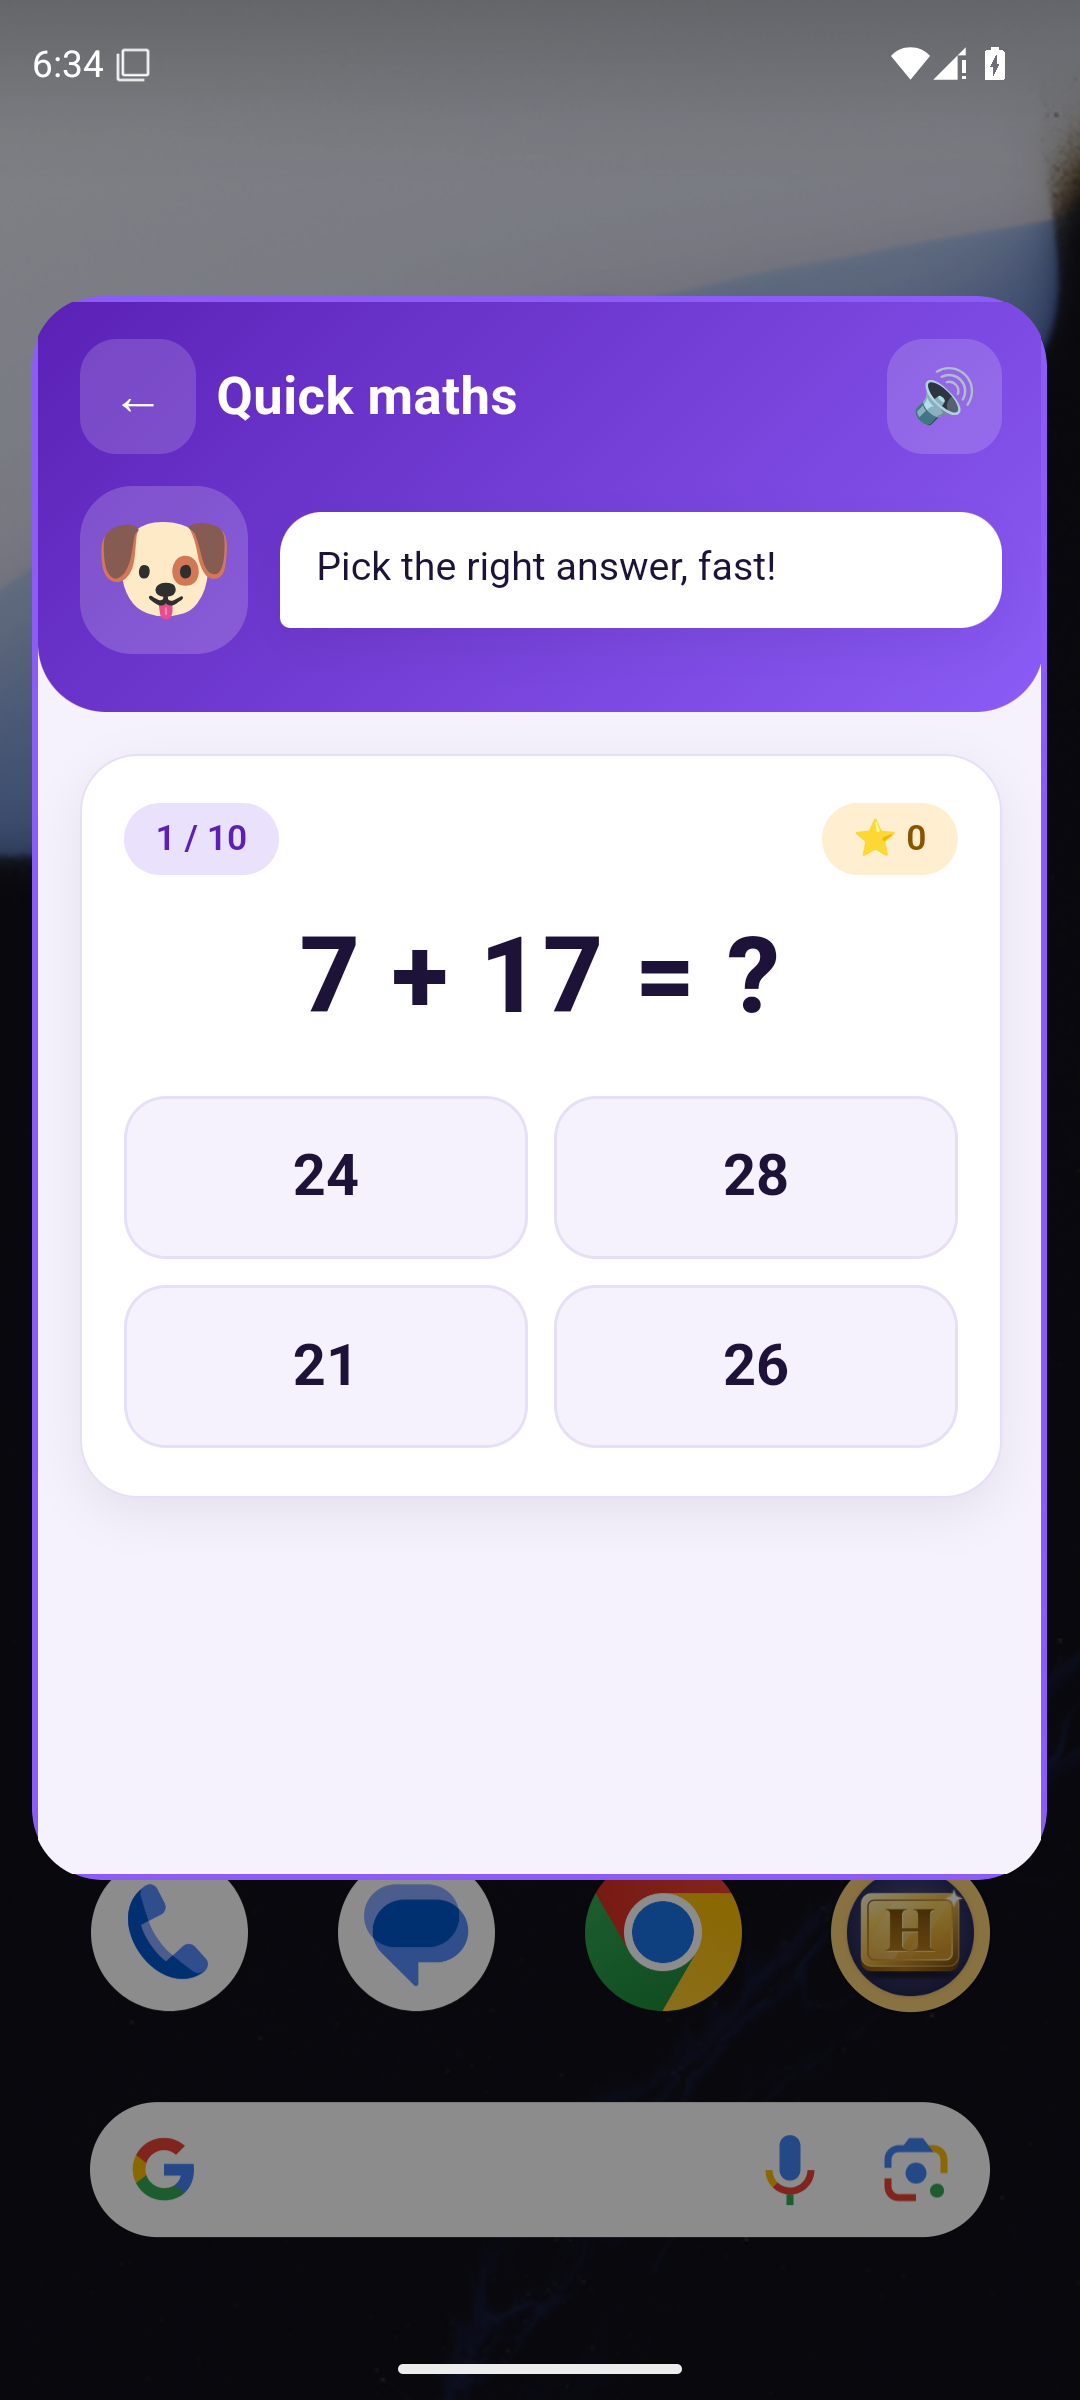 6:34
← Quick maths
Pick the right answer, fast!
1 / 10
0
7 + 17 = ?
24
28
21
26
H
G